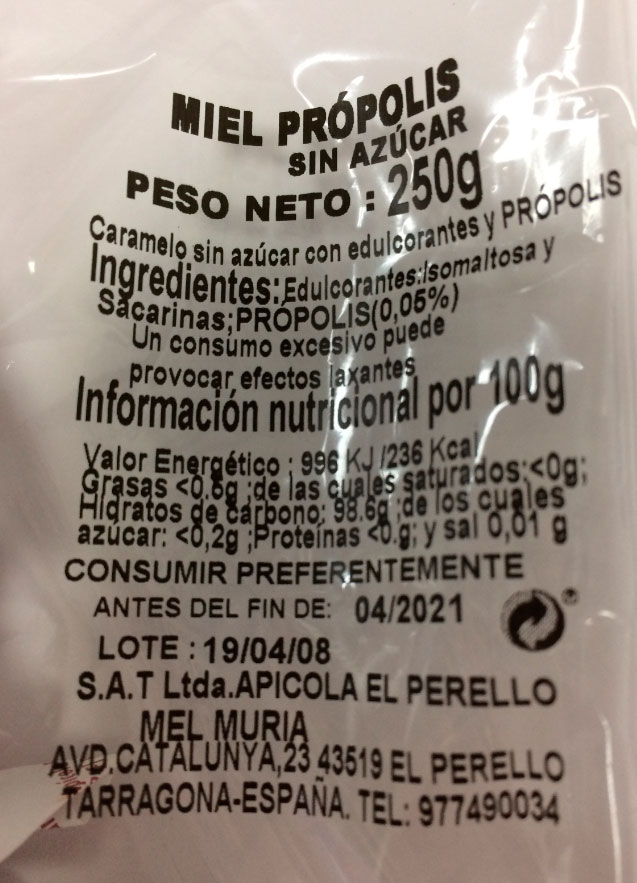 MIEL PRÓPOLIS
SIN AZÚCAR
PESO NETO : 250g
Caramelo sin azúcar con edulcorantes y PRÓPOLIS
Ingredientes:Edulcorantes:Isomaltosa y
Sacarinas;PRÓPOLIS(0,05%)
Un consumo excesivo puede
provocar efectos laxantes
Información nutricional por 100g
Valor Energético : 996 KJ /236 Kcal
Grasas <0.6g ;de las cuales saturados:<0g;
Hidratos de carbono: 98.6g ;de los cuales
azúcar: <0,2g ;Proteínas <0.g; y sal 0,01 g
CONSUMIR PREFERENTEMENTE
ANTES DEL FIN DE: 04/2021
LOTE : 19/04/08
S.A.T Ltda.APICOLA EL PERELLO
MEL MURIA
AVD.CATALUNYA,23 43519 EL PERELLO
TARRAGONA-ESPAÑA. TEL: 977490034